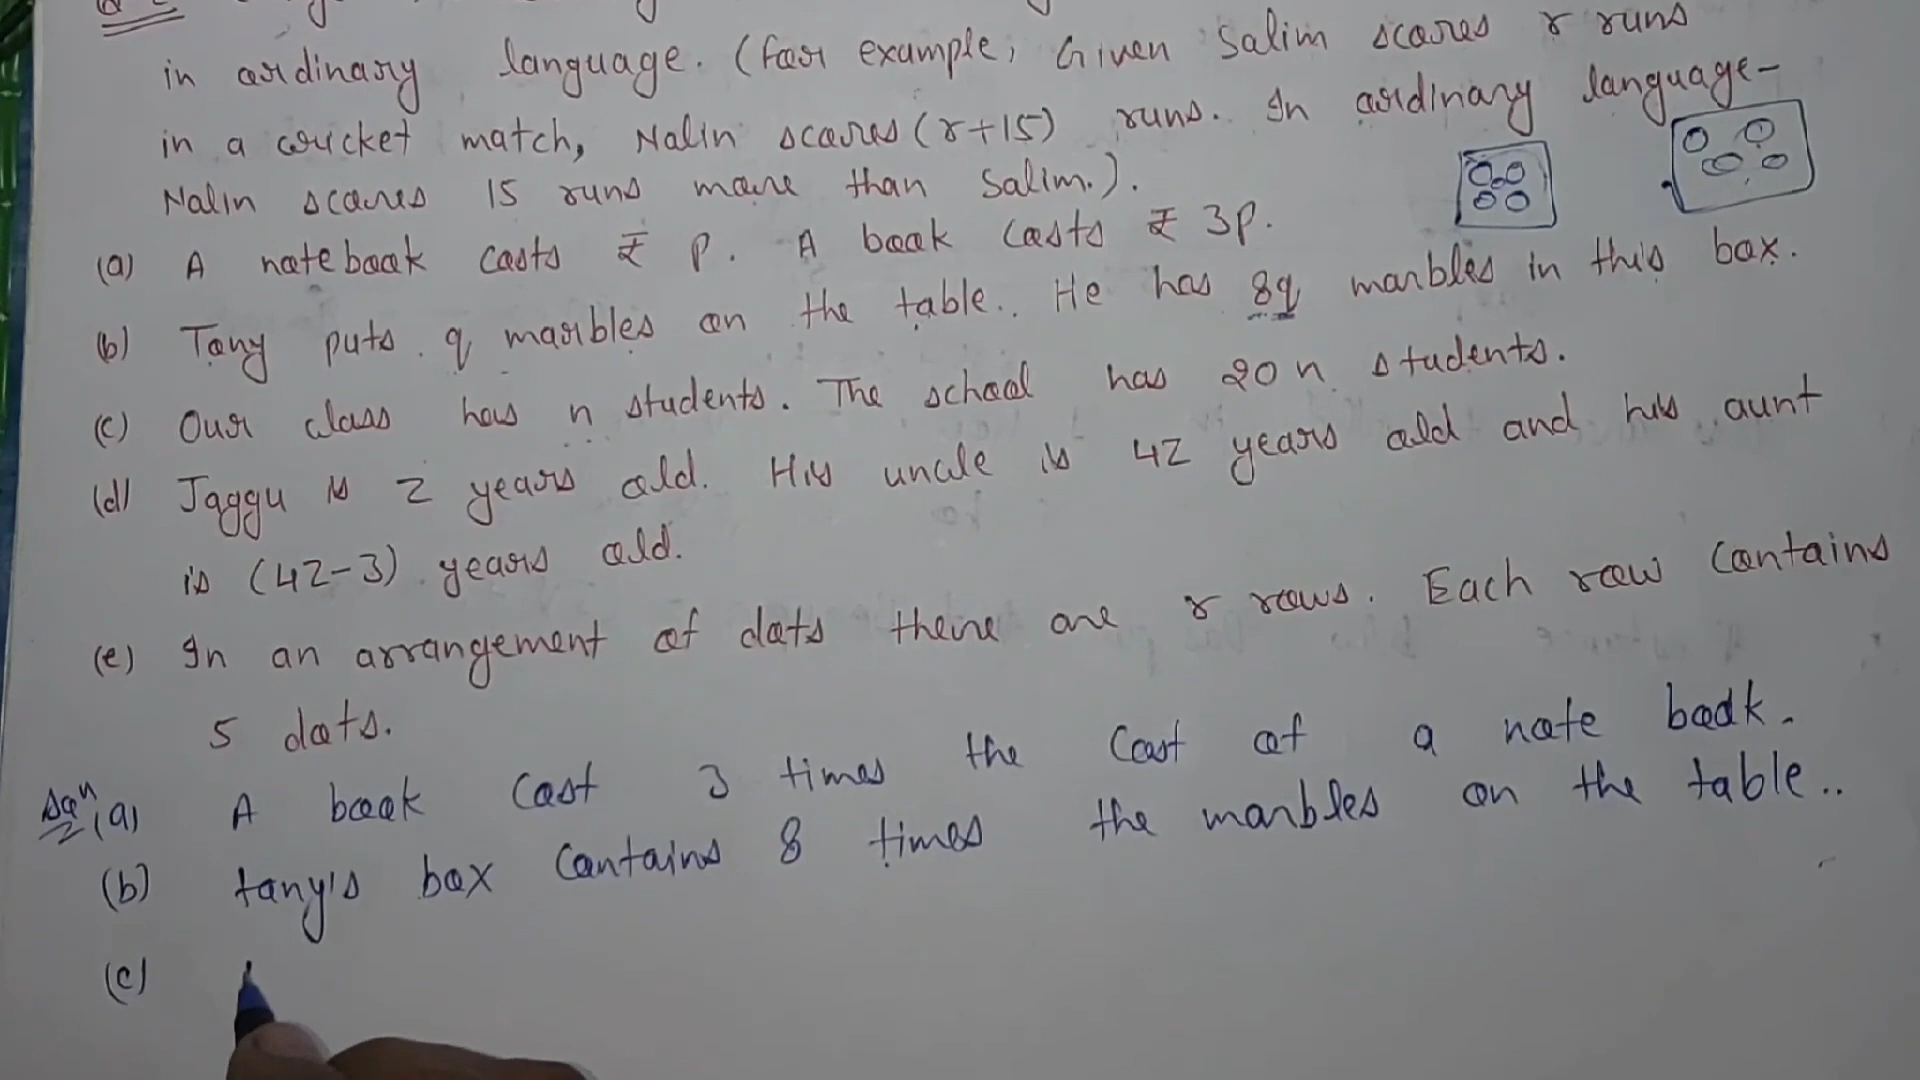 in ordinary language. (For example, Given Salim scores r runs
in a cricket match, Nalin scores (r+15) runs. In ordinary language-
Nalin scores 15 runs more than Salim.).
(a) A notebook costs ₹ p. A book costs ₹ 3p.
(b) Tony puts q marbles on the table.. He has 8q marbles in this box.
(c) Our class has n students. The school has 20n students.
(d) Jaggu is z years old. His uncle is 4z years old and his aunt
is (4z-3) years old.
(e) In an arrangement of dots there are r rows. Each row contains
5 dots.
Soln (a) A book cost 3 times the cost of a note book.
(b) tony's box contains 8 times the marbles on the table..
(c)